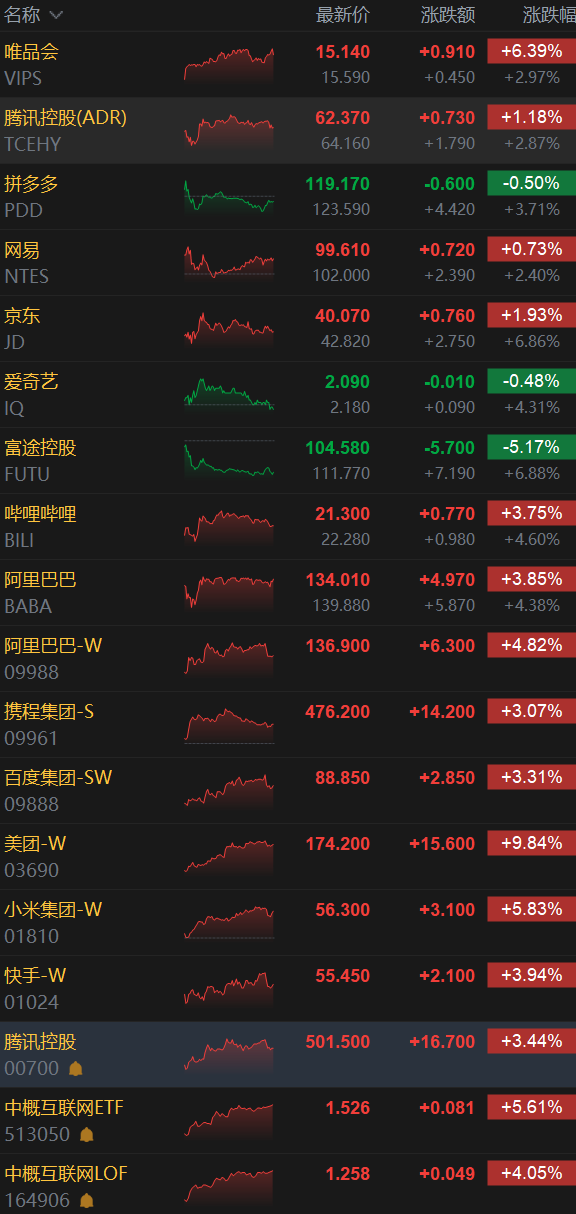 名称 最新价 涨跌额 涨跌幅
唯品会 15.140 +0.910 +6.39%
VIPS 15.590 +0.450 +2.97%
腾讯控股(ADR) 62.370 +0.730 +1.18%
TCEHY 64.160 +1.790 +2.87%
拼多多 119.170 -0.600 -0.50%
PDD 123.590 +4.420 +3.71%
网易 99.610 +0.720 +0.73%
NTES 102.000 +2.390 +2.40%
京东 40.070 +0.760 +1.93%
JD 42.820 +2.750 +6.86%
爱奇艺 2.090 -0.010 -0.48%
IQ 2.180 +0.090 +4.31%
富途控股 104.580 -5.700 -5.17%
FUTU 111.770 +7.190 +6.88%
哔哩哔哩 21.300 +0.770 +3.75%
BILI 22.280 +0.980 +4.60%
阿里巴巴 134.010 +4.970 +3.85%
BABA 139.880 +5.870 +4.38%
阿里巴巴-W 136.900 +6.300 +4.82%
09988
携程集团-S 476.200 +14.200 +3.07%
09961
百度集团-SW 88.850 +2.850 +3.31%
09888
美团-W 174.200 +15.600 +9.84%
03690
小米集团-W 56.300 +3.100 +5.83%
01810
快手-W 55.450 +2.100 +3.94%
01024
腾讯控股 501.500 +16.700 +3.44%
00700
中概互联网ETF 1.526 +0.081 +5.61%
513050
中概互联网LOF 1.258 +0.049 +4.05%
164906